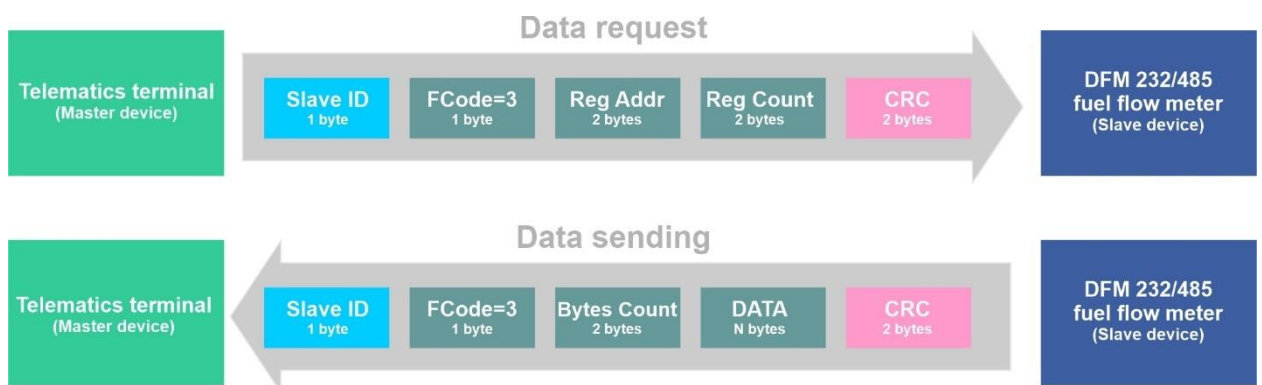 Data request
Telematics terminal
(Master device)
Slave ID
1 byte
FCode=3
1 byte
Reg Addr
2 bytes
Reg Count
2 bytes
CRC
2 bytes
DFM 232/485
fuel flow meter
(Slave device)
Data sending
Telematics terminal
(Master device)
Slave ID
1 byte
FCode=3
1 byte
Bytes Count
2 bytes
DATA
N bytes
CRC
2 bytes
DFM 232/485
fuel flow meter
(Slave device)